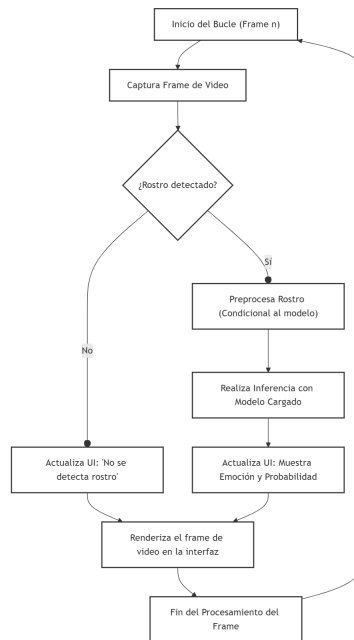 Inicio del Bucle (Frame n)
Captura Frame de Video
¿Rostro detectado?
Sí
Preprocesa Rostro
(Condicional al modelo)
No
Realiza Inferencia con
Modelo Cargado
Actualiza UI: 'No se
detecta rostro'
Actualiza UI: Muestra
Emoción y Probabilidad
Renderiza el frame de
video en la interfaz
Fin del Procesamiento del
Frame